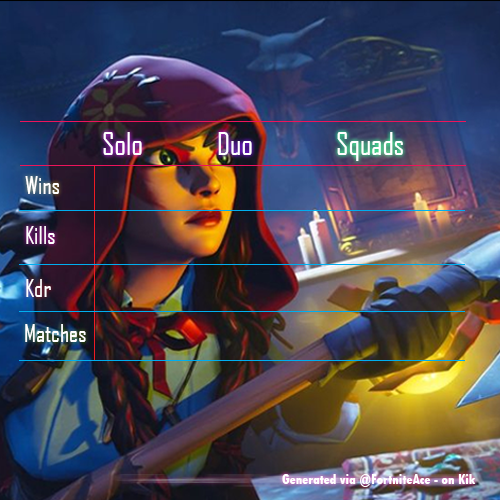 Solo Duo Squads
Wins
Kills
Kdr
Matches
Generated via @FortniteAce - on Kik